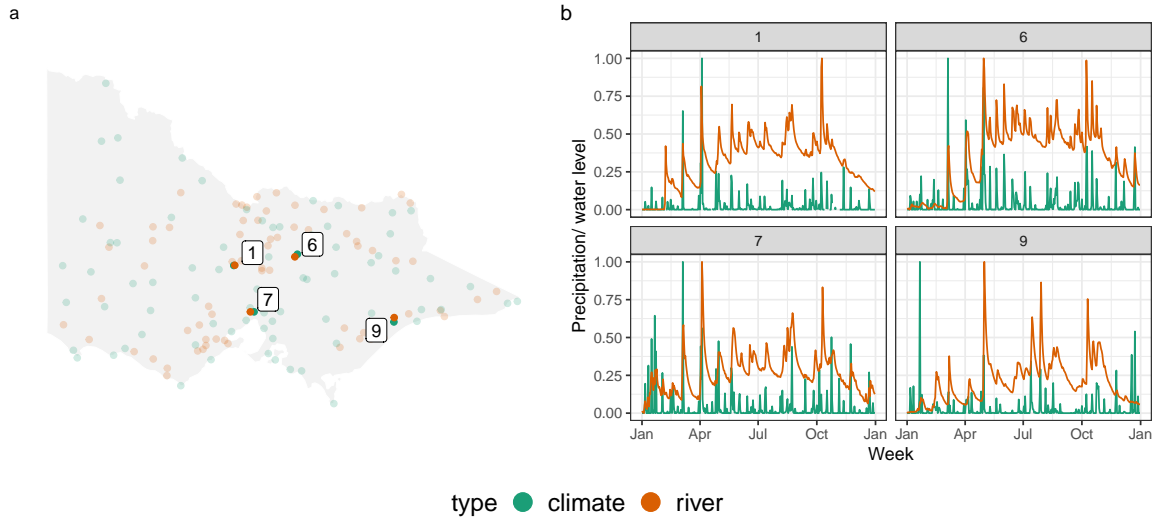 a
1
6
7
9
b
Precipitation/ water level
1
6
1.00
0.75
0.50
0.25
0.00
7
9
1.00
0.75
0.50
0.25
0.00
Jan Apr Jul Oct Jan
Jan Apr Jul Oct Jan
Week
type climate river